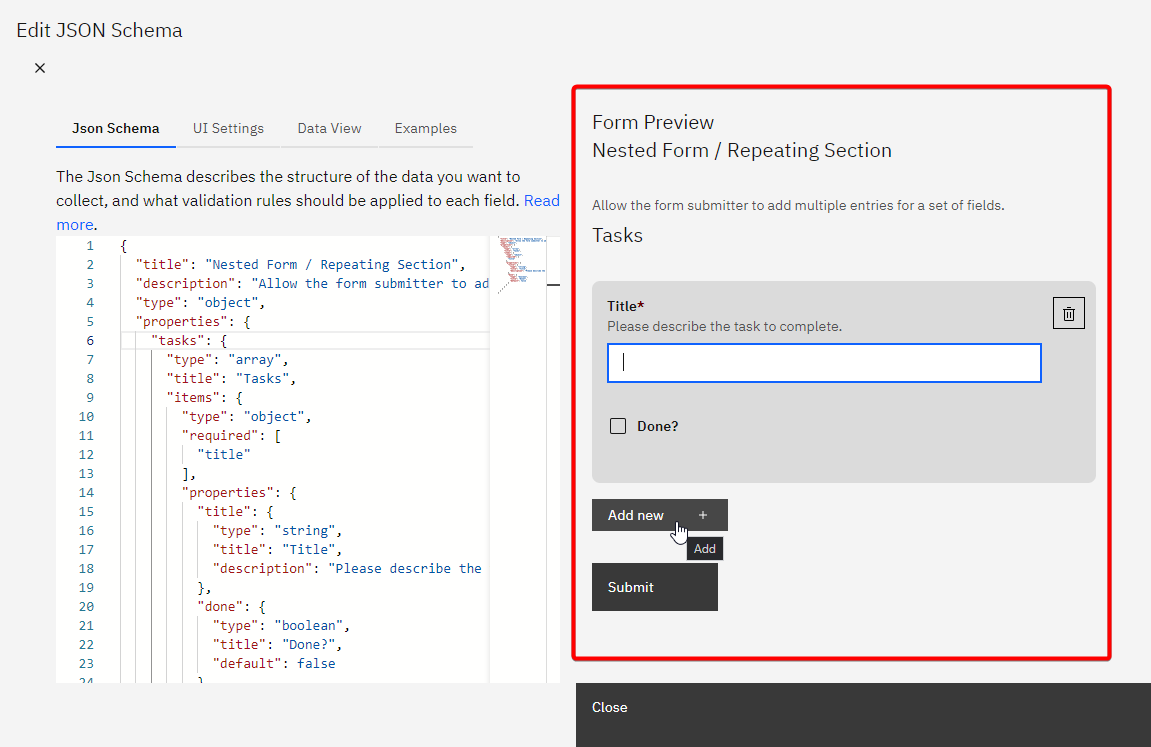 Edit JSON Schema
Json Schema
UI Settings
Data View
Examples
The Json Schema describes the structure of the data you want to
collect, and what validation rules should be applied to each field. Read
more.
1 {
2 "title": "Nested Form / Repeating Section",
3 "description": "Allow the form submitter to ad
4 "type": "object",
5 "properties": {
6 "tasks": {
7 "type": "array",
8 "title": "Tasks",
9 "items": {
10 "type": "object",
11 "required": [
12 "title"
13 ],
14 "properties": {
15 "title": {
16 "type": "string",
17 "title": "Title",
18 "description": "Please describe the
19 },
20 "done": {
21 "type": "boolean",
22 "title": "Done?",
23 "default": false
24 }
Form Preview
Nested Form / Repeating Section
Allow the form submitter to add multiple entries for a set of fields.
Tasks
Title*
Please describe the task to complete.
Done?
Add new +
Add
Submit
Close